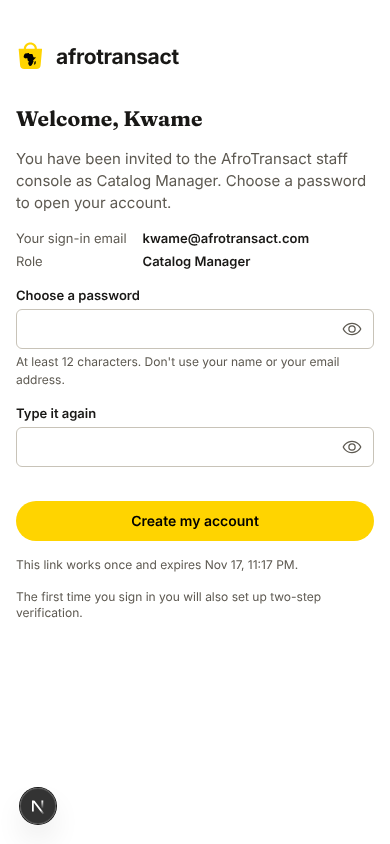 afrotransact
Welcome, Kwame
You have been invited to the AfroTransact staff
console as Catalog Manager. Choose a password
to open your account.
Your sign-in email kwame@afrotransact.com
Role Catalog Manager
Choose a password
At least 12 characters. Don't use your name or your email
address.
Type it again
Create my account
This link works once and expires Nov 17, 11:17 PM.
The first time you sign in you will also set up two-step
verification.
N